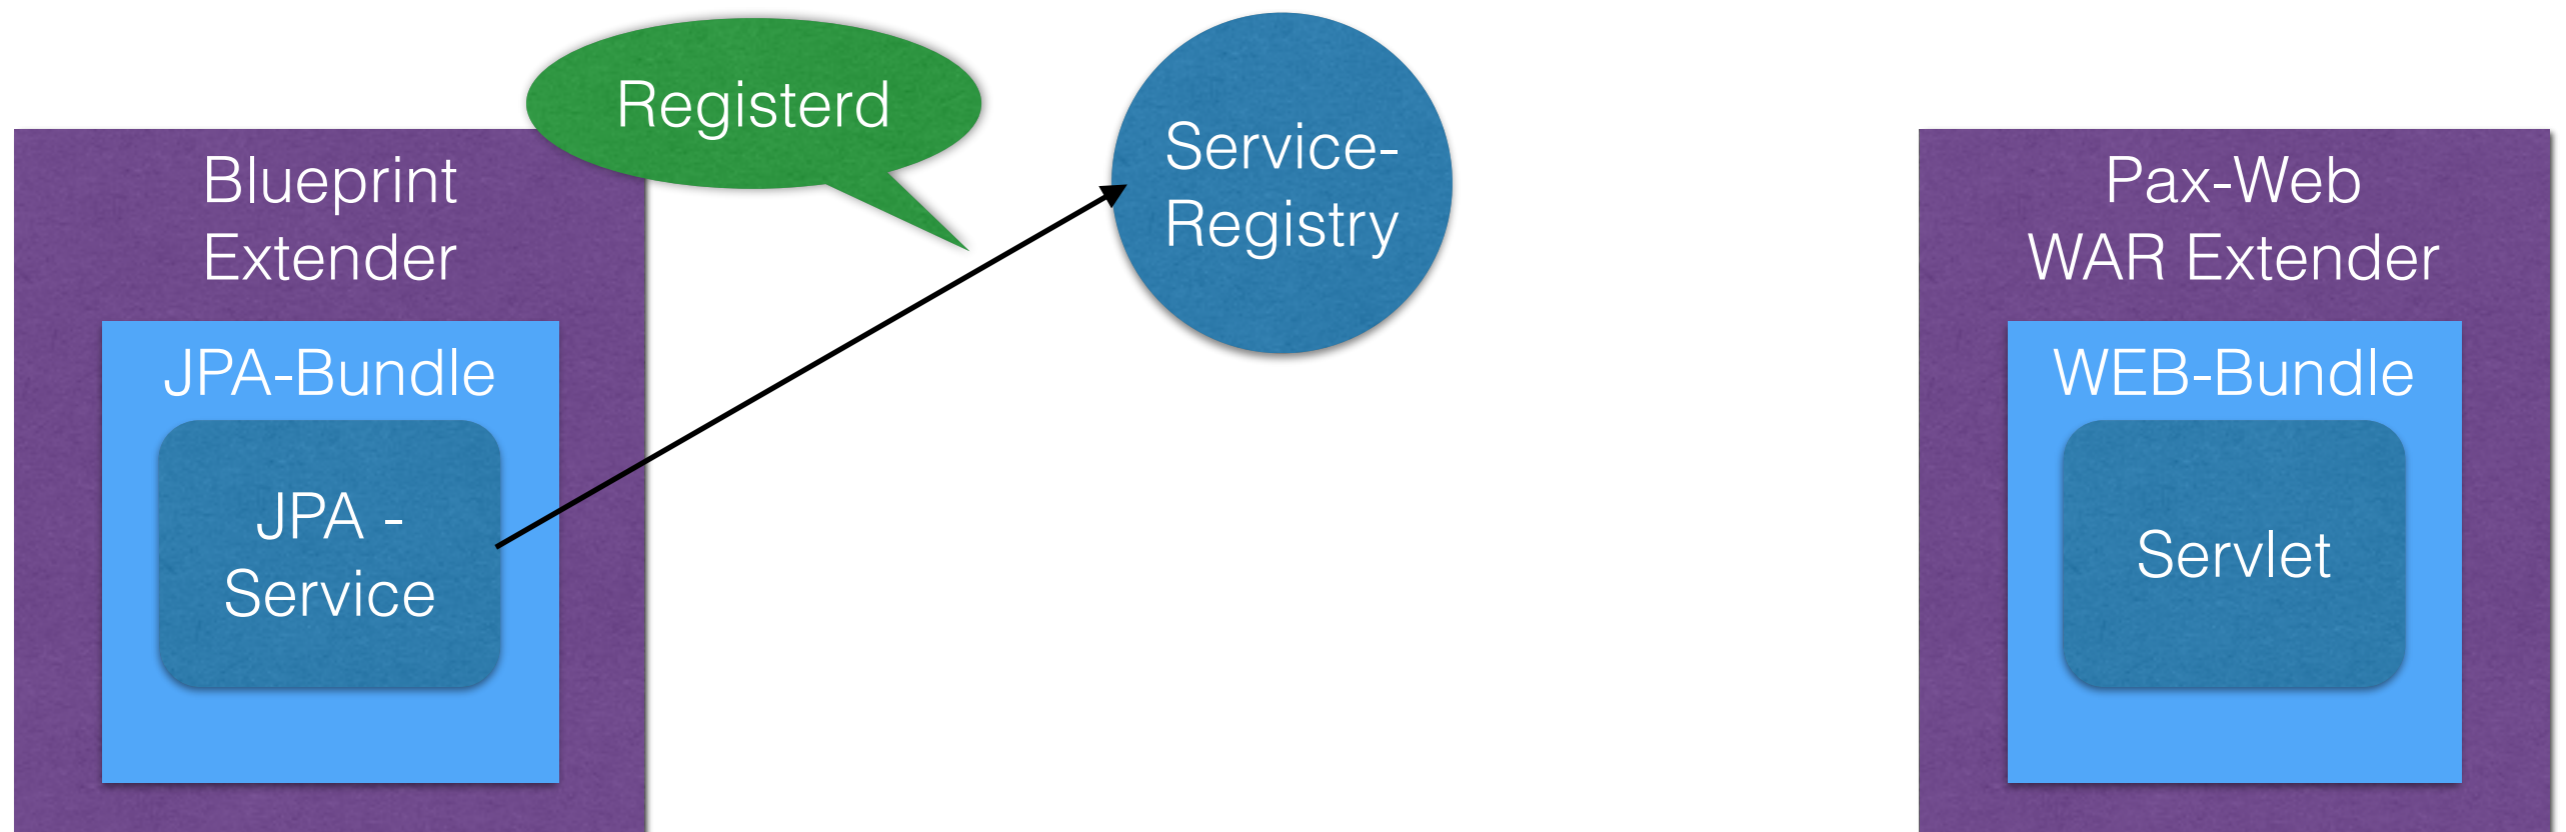 Registerd
Service-
Registry
Blueprint
Extender
JPA-Bundle
JPA -
Service
Pax-Web
WAR Extender
WEB-Bundle
Servlet